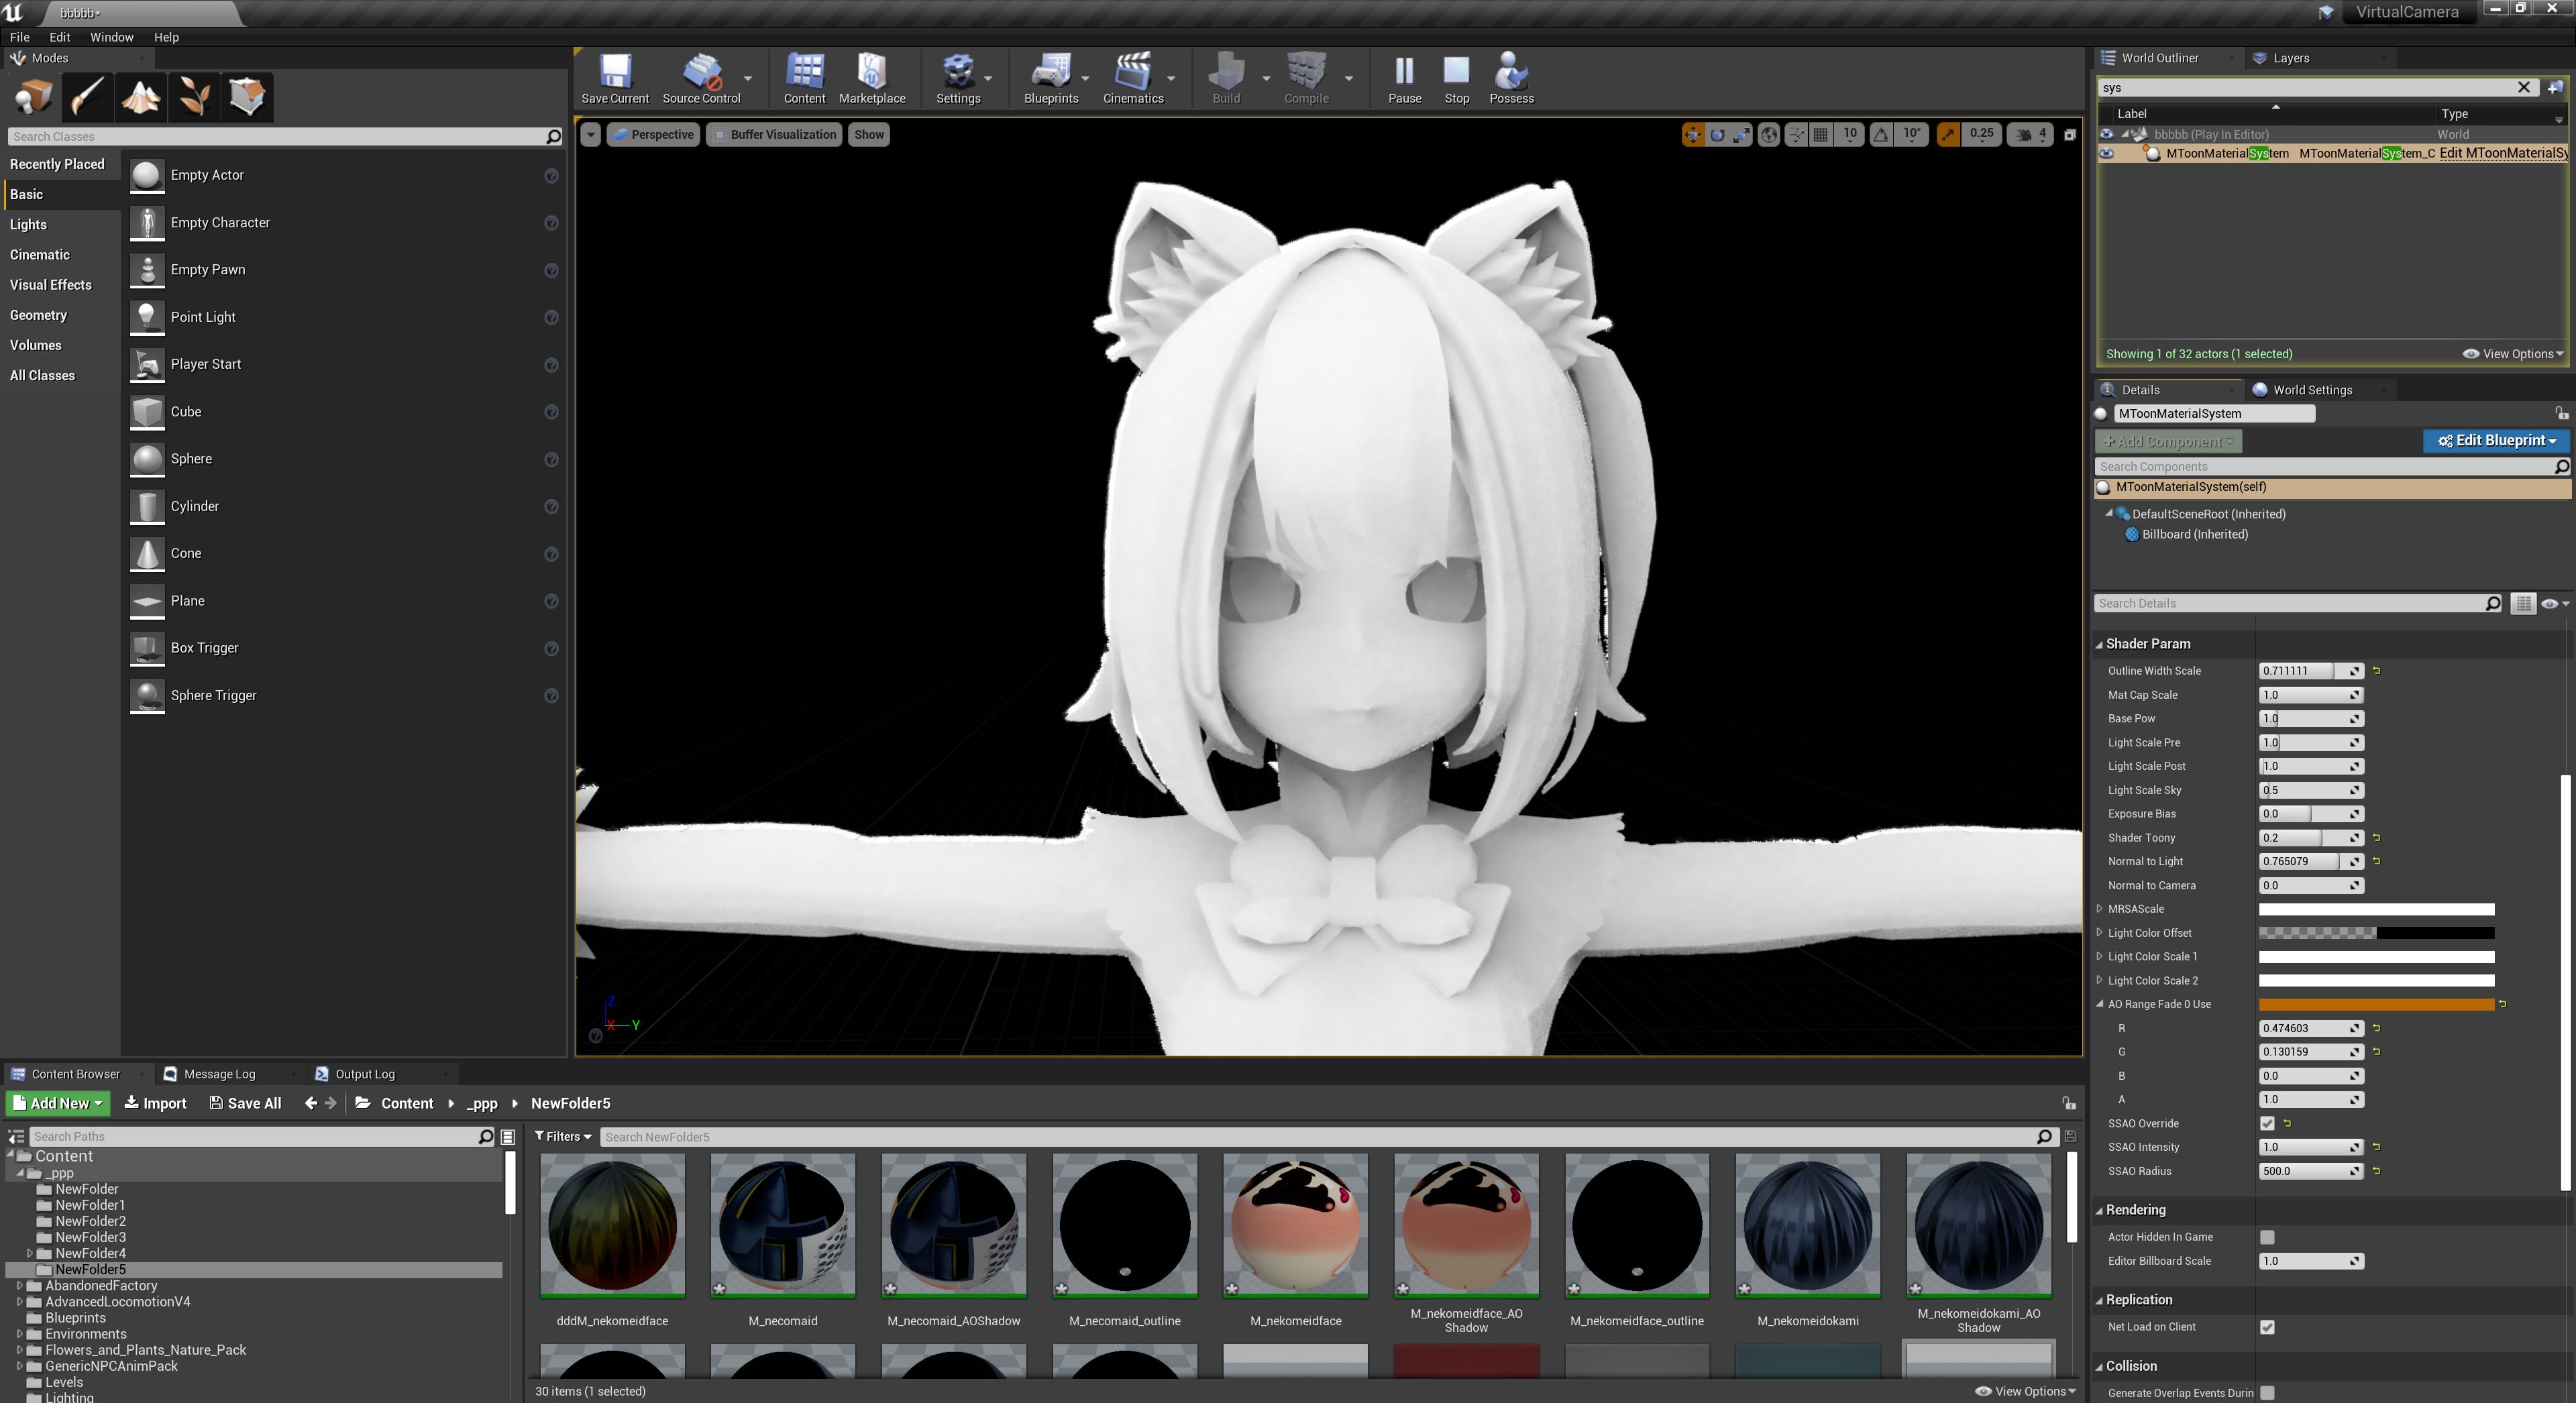 bbbbb*
VirtualCamera
File Edit Window Help
Modes
Search Classes
Recently Placed
Basic
Lights
Cinematic
Visual Effects
Geometry
Volumes
All Classes
Empty Actor
Empty Character
Empty Pawn
Point Light
Player Start
Cube
Sphere
Cylinder
Cone
Plane
Box Trigger
Sphere Trigger
Save Current Source Control Content Marketplace Settings Blueprints Cinematics Build Compile Pause Stop Possess
Perspective Buffer Visualization Show
10 10° 0.25 4
Z
X Y
World Outliner Layers
sys
Label Type
bbbbb (Play In Editor) World
MToonMaterialSystem MToonMaterialSystem_C Edit MToonMaterialSy
Showing 1 of 32 actors (1 selected) View Options
Details World Settings
MToonMaterialSystem
+Add Component Edit Blueprint
Search Components
MToonMaterialSystem(self)
DefaultSceneRoot (Inherited)
Billboard (Inherited)
Search Details
Shader Param
Outline Width Scale 0.711111
Mat Cap Scale 1.0
Base Pow 1.0
Light Scale Pre 1.0
Light Scale Post 1.0
Light Scale Sky 0.5
Exposure Bias 0.0
Shader Toony 0.2
Normal to Light 0.765079
Normal to Camera 0.0
MRSAScale
Light Color Offset
Light Color Scale 1
Light Color Scale 2
AO Range Fade 0 Use
R 0.474603
G 0.130159
B 0.0
A 1.0
SSAO Override
SSAO Intensity 1.0
SSAO Radius 500.0
Rendering
Actor Hidden In Game
Editor Billboard Scale 1.0
Replication
Net Load on Client
Collision
Generate Overlap Events Durin
Content Browser Message Log Output Log
Add New Import Save All Content _ppp NewFolder5
Search Paths
Content
_ppp
NewFolder
NewFolder1
NewFolder2
NewFolder3
NewFolder4
NewFolder5
AbandonedFactory
AdvancedLocomotionV4
Blueprints
Environments
Flowers_and_Plants_Nature_Pack
GenericNPCAnimPack
Levels
Lighting
Filters Search NewFolder5
dddM_nekomeidface
M_necomaid
M_necomaid_AOShadow
M_necomaid_outline
M_nekomeidface
M_nekomeidface_AO
Shadow
M_nekomeidface_outline
M_nekomeidokami
M_nekomeidokami_AO
Shadow
30 items (1 selected) View Options